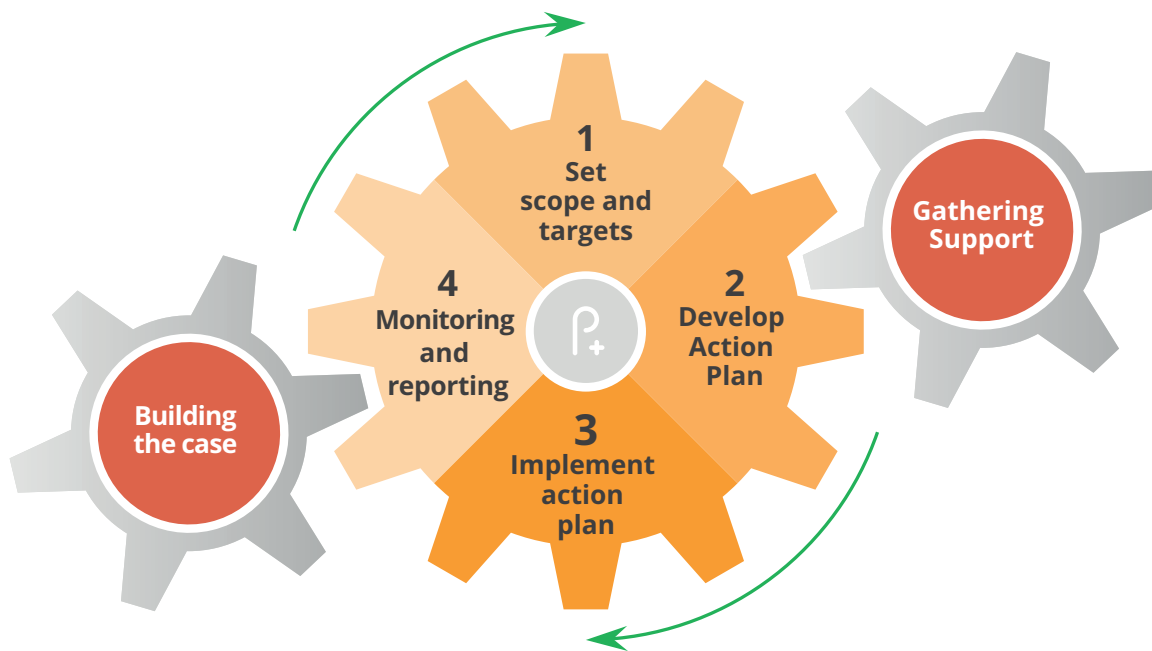 1
Set
scope and
targets
2
Develop
Action
Plan
3
Implement
action
plan
4
Monitoring
and
reporting
Building
the case
Gathering
Support